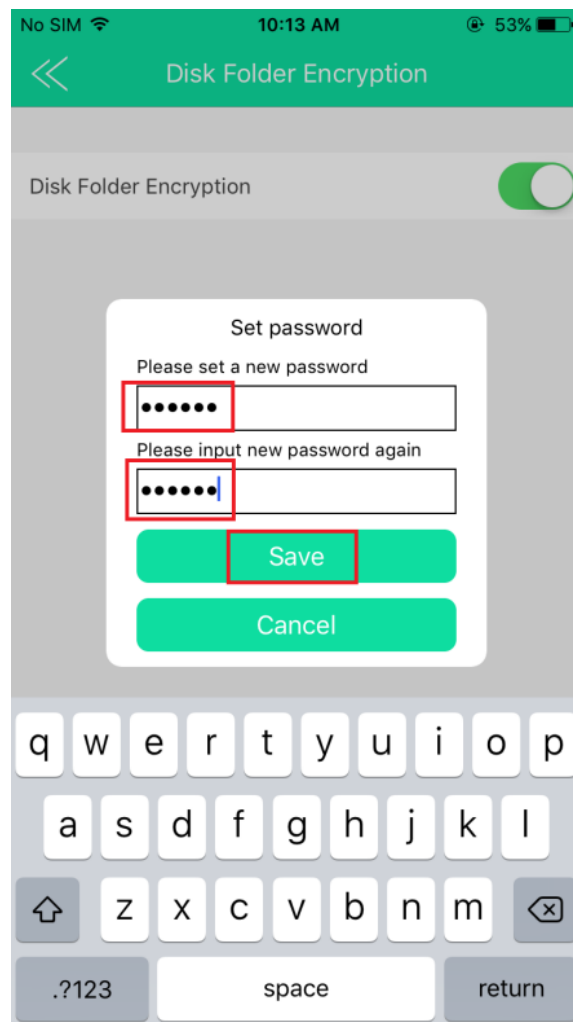 No SIM 10:13 AM 53%
Disk Folder Encryption
Disk Folder Encryption
Set password
Please set a new password
••••••
Please input new password again
••••••
Save
Cancel
q w e r t y u i o p
a s d f g h j k l
z x c v b n m
.?123 space return